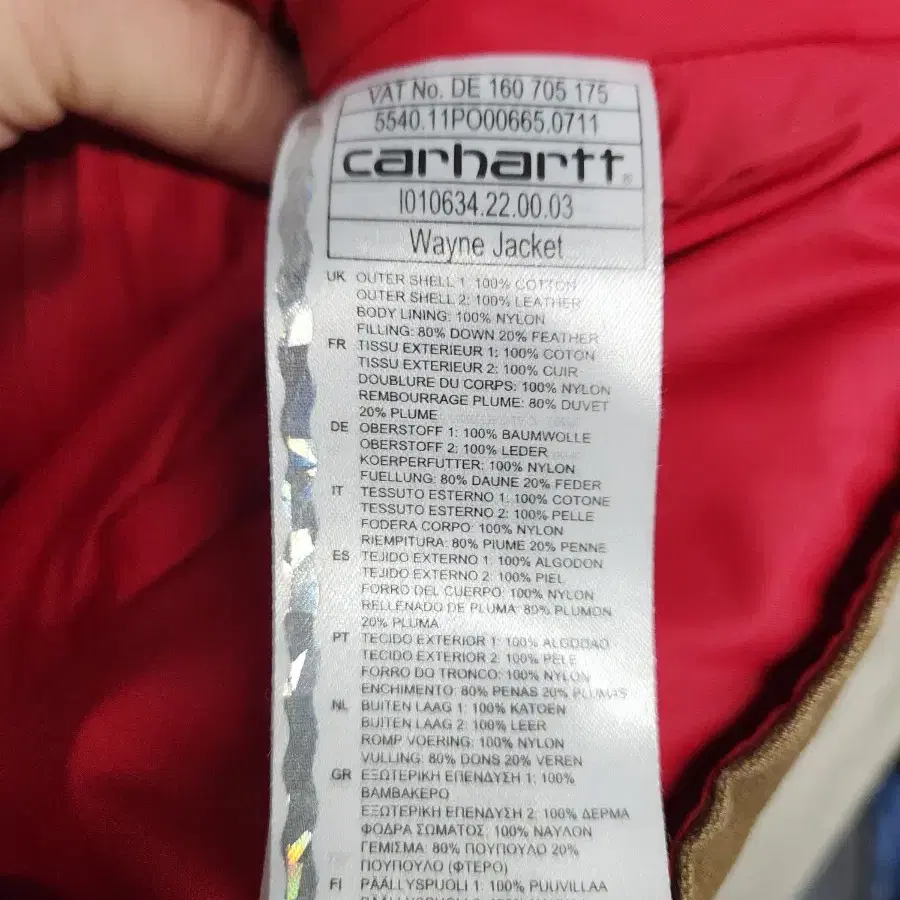 VAT No. DE 160 705 175
5540.11PO00665.0711
carhartt®
I010634.22.00.03
Wayne Jacket
UK OUTER SHELL 1: 100% COTTON
OUTER SHELL 2: 100% LEATHER
BODY LINING: 100% NYLON
FILLING: 80% DOWN 20% FEATHER
FR TISSU EXTERIEUR 1: 100% COTON
TISSU EXTERIEUR 2: 100% CUIR
DOUBLURE DU CORPS: 100% NYLON
REMBOURRAGE PLUME: 80% DUVET
20% PLUME
DE OBERSTOFF 1: 100% BAUMWOLLE
OBERSTOFF 2: 100% LEDER
KOERPERFUTTER: 100% NYLON
FUELLUNG: 80% DAUNE 20% FEDER
IT TESSUTO ESTERNO 1: 100% COTONE
TESSUTO ESTERNO 2: 100% PELLE
FODERA CORPO: 100% NYLON
RIEMPITURA: 80% PIUME 20% PENNE
ES TEJIDO EXTERNO 1: 100% ALGODON
TEJIDO EXTERNO 2: 100% PIEL
FORRO DEL CUERPO: 100% NYLON
RELLENADO DE PLUMA: 80% PLUMON
20% PLUMA
PT TECIDO EXTERIOR 1: 100% ALGODAO
TECIDO EXTERIOR 2: 100% PELE
FORRO DO TRONCO: 100% NYLON
ENCHIMENTO: 80% PENAS 20% PLUMAS
NL BUITEN LAAG 1: 100% KATOEN
BUITEN LAAG 2: 100% LEER
ROMP VOERING: 100% NYLON
VULLING: 80% DONS 20% VEREN
GR ΕΞΩΤΕΡΙΚΗ ΕΠΕΝΔΥΣΗ 1: 100%
ΒΑΜΒΑΚΕΡΟ
ΕΞΩΤΕΡΙΚΗ ΕΠΕΝΔΥΣΗ 2: 100% ΔΕΡΜΑ
ΦΟΔΡΑ ΣΩΜΑΤΟΣ: 100% ΝΑΥΛΟΝ
ΓΕΜΙΣΜΑ: 80% ΠΟΥΠΟΥΛΟ 20%
ΠΟΥΠΟΥΛΟ (ΦΤΕΡΟ)
FI PÄÄLLYSPUOLI 1: 100% PUUVILLAA